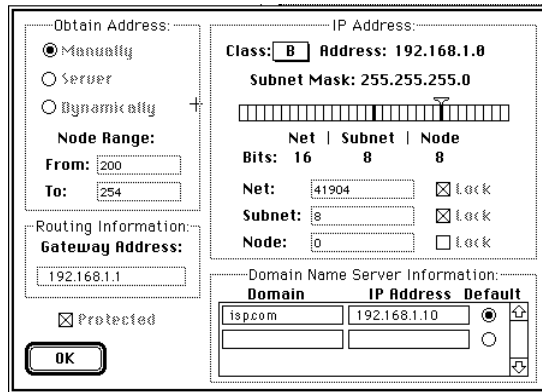 Obtain Address:
Manually
Server
Dynamically
Node Range:
From: 200
To: 254
Routing Information:
Gateway Address:
192.168.1.1
Protected
OK
IP Address:
Class: B Address: 192.168.1.0
Subnet Mask: 255.255.255.0
Net | Subnet | Node
Bits: 16 8 8
Net: 41904 Lock
Subnet: 8 Lock
Node: 0 Lock
Domain Name Server Information:
Domain IP Address Default
isp.com 192.168.1.10